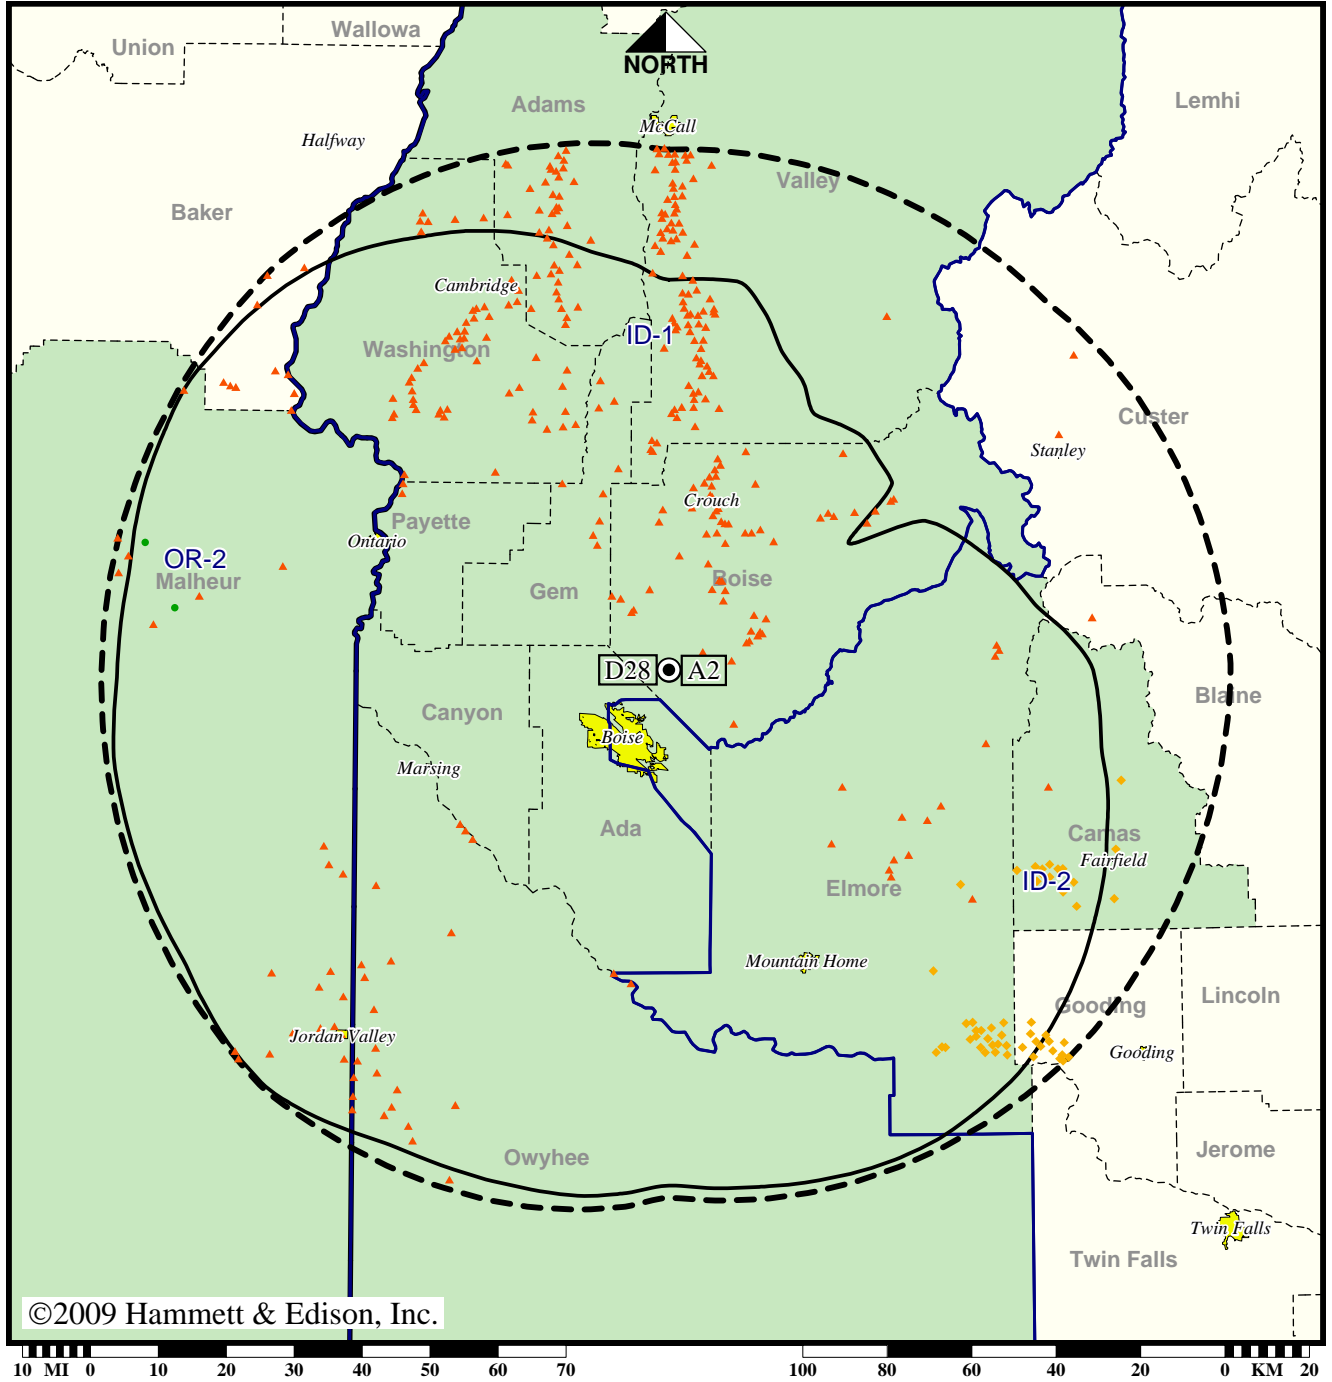 Wallowa
Union
NORTH
Adams
Lemhi
McCall
Halfway
Valley
Baker
Cambridge
ID-1
Washington
Custer
Stanley
Crouch
Payette
Ontario
OR-2
Malheur
Boise
Gem
D28 A2
Blaine
Canyon
Boise
Marsing
Ada
Camas
Fairfield
ID-2
Elmore
Mountain Home
Lincoln
Gooding
Jordan Valley
Gooding
Jerome
Owyhee
Twin Falls
Twin Falls
©2009 Hammett & Edison, Inc.
10 MI 0 10 20 30 40 50 60 70 100 80 60 40 20 0 KM 20